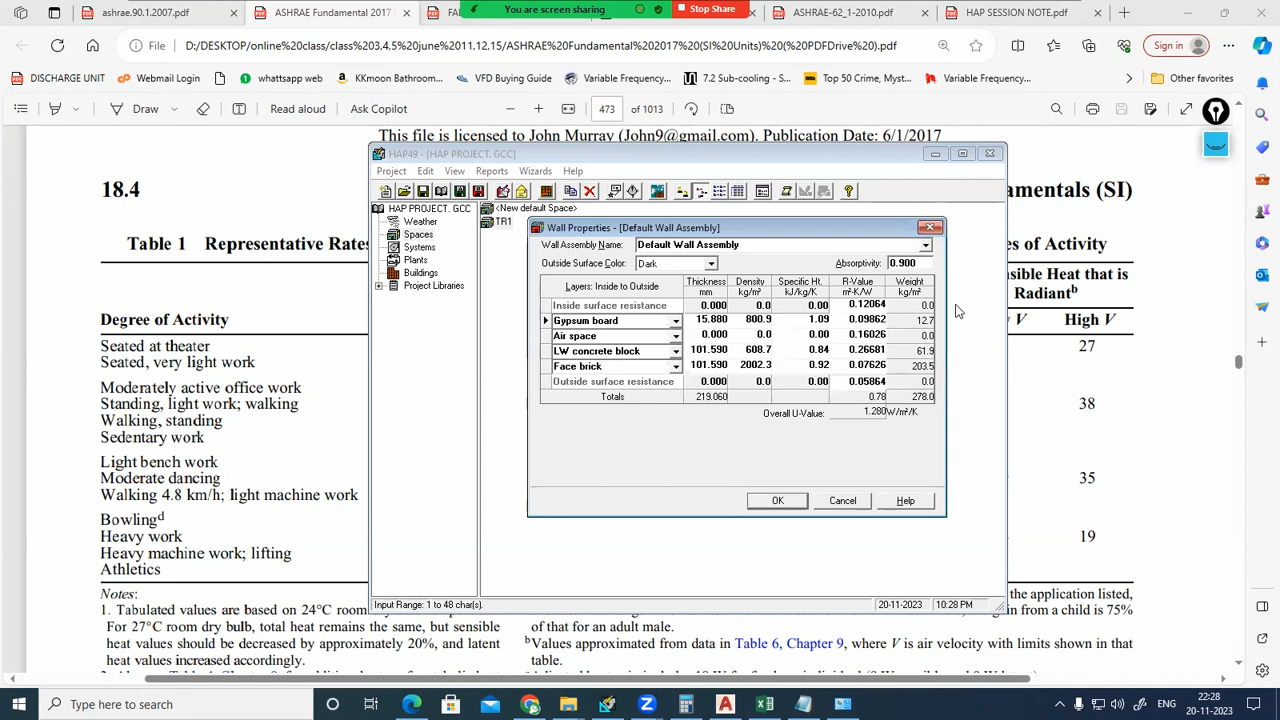 ashrae.90.1.2007.pdf
ASHRAE Fundamental 2017
FAI
You are screen sharing
Stop Share
ASHRAE-62_1-2010.pdf
HAP SESSION NOTE.pdf
File
D:/DESKTOP/online%20class/class%203,4,5%20june%2011,12,15/ASHRAE%20Fundamental%202017%20(SI%20Units)%20(%20PDFDrive%20).pdf
Sign in
DISCHARGE UNIT
Webmail Login
whattsapp web
KKmoon Bathroom...
VFD Buying Guide
Variable Frequency...
7.2 Sub-cooling - S...
Top 50 Crime, Myst...
Variable Frequency...
Other favorites
Draw
Read aloud
Ask Copilot
473 of 1013
This file is licensed to John Murray (John9@gmail.com). Publication Date: 6/1/2017
18.4
ndamentals (SI)
Table 1 Representative Rates
es of Activity
Degree of Activity
Seated at theater
Seated, very light work
Moderately active office work
Standing, light work; walking
Walking, standing
Sedentary work
Light bench work
Moderate dancing
Walking 4.8 km/h; light machine work
Bowlingd
Heavy work
Heavy machine work; lifting
Athletics
sible Heat that is
Radiantb
V High V
27
38
35
19
Notes:
1. Tabulated values are based on 24°C room
For 27°C room dry bulb, total heat remains the same, but sensible
heat values should be decreased by approximately 20%, and latent
heat values increased accordingly.
the application listed,
in from a child is 75%
of that for an adult male.
bValues approximated from data in Table 6, Chapter 9, where V is air velocity with limits shown in that
table.
HAP49 - [HAP PROJECT. GCC]
Project Edit View Reports Wizards Help
HAP PROJECT. GCC
Weather
Spaces
Systems
Plants
Buildings
Project Libraries
<New default Space>
TR1
Wall Properties - [Default Wall Assembly]
Wall Assembly Name: Default Wall Assembly
Outside Surface Color: Dark Absorptivity: 0.900
Layers: Inside to Outside Thickness mm Density kg/m³ Specific Ht. kJ/kg/K R-Value m²-K/W Weight kg/m²
Inside surface resistance 0.000 0.0 0.00 0.12064 0.0
Gypsum board 15.880 800.9 1.09 0.09862 12.7
Air space 0.000 0.0 0.00 0.16026 0.0
LW concrete block 101.590 608.7 0.84 0.26681 61.9
Face brick 101.590 2002.3 0.92 0.07626 203.5
Outside surface resistance 0.000 0.0 0.00 0.05864 0.0
Totals 219.060 0.78 278.0
Overall U-Value: 1.280 W/m²/K
OK Cancel Help
Input Range: 1 to 48 char(s). 20-11-2023 10:28 PM
Type here to search
ENG
22:28
20-11-2023